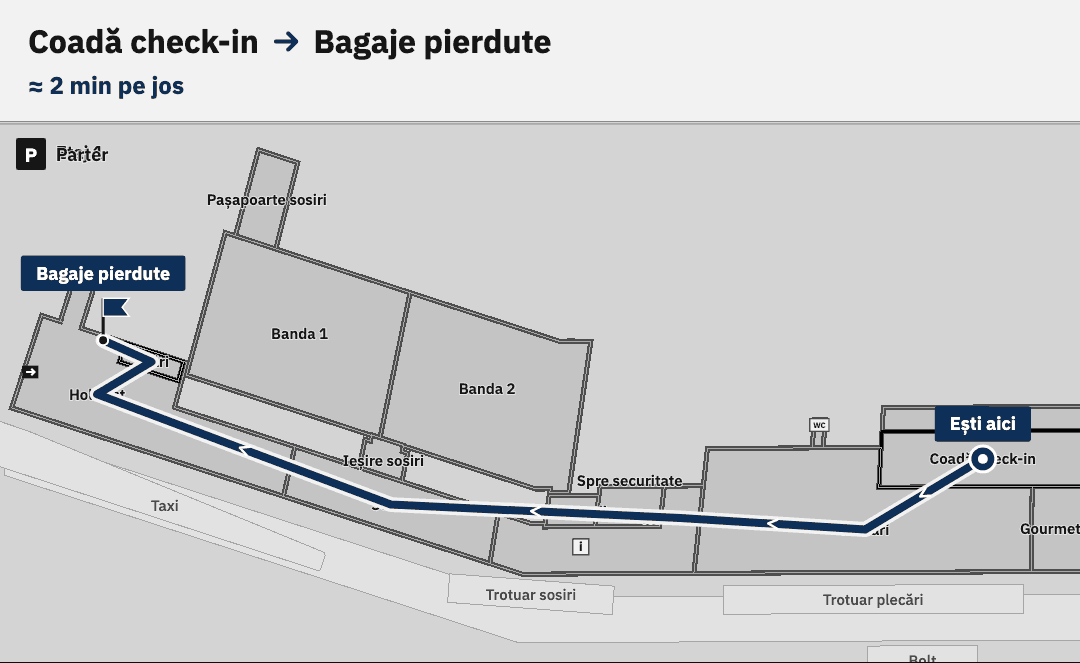 Coadă check-in → Bagaje pierdute
≈ 2 min pe jos
P
Pașapoarte sosiri
Bagaje pierdute
Banda 1
Banda 2
wc
Ești aici
Ieșire sosiri
Spre securitate
Taxi
i
Gourmet
Trotuar sosiri
Trotuar plecări
Bolt